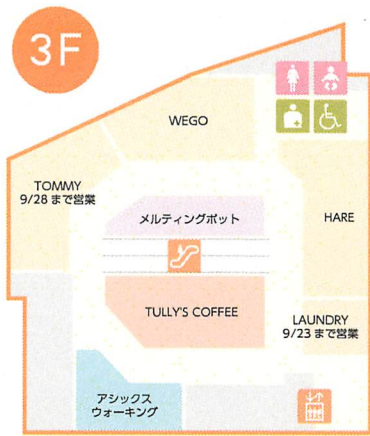 3F
WEGO
TOMMY
9/28 まで営業
メルティングポット
HARE
TULLY'S COFFEE
LAUNDRY
9/23 まで営業
アシックス
ウォーキング